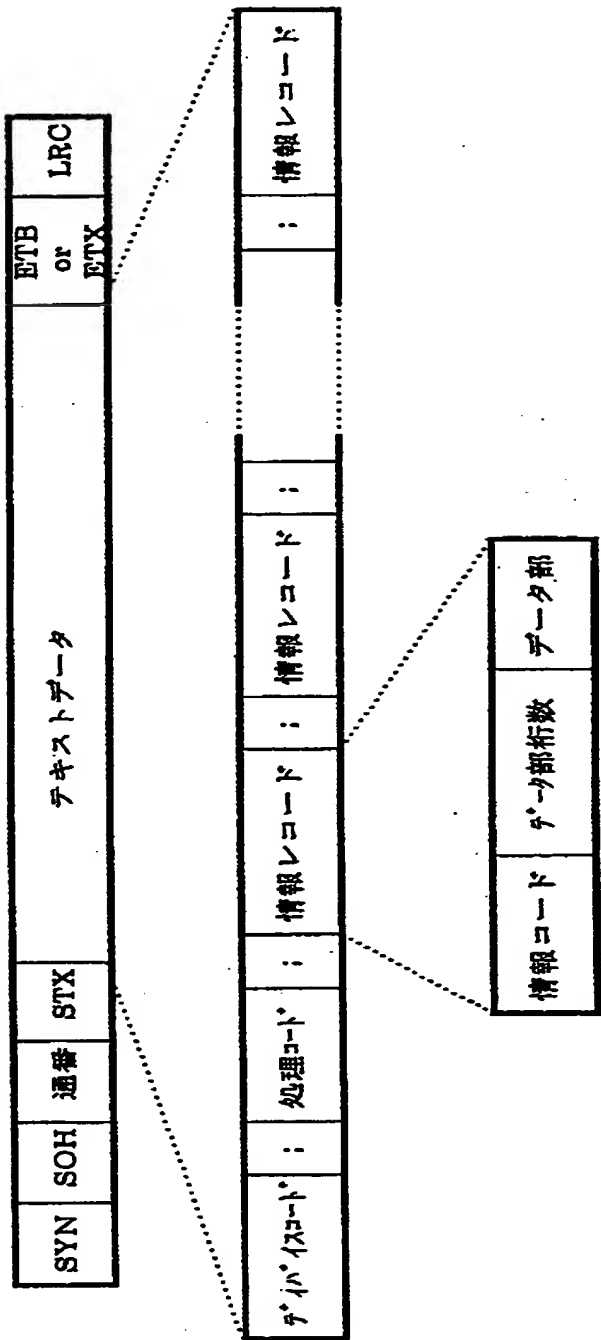 SYN SOH 通番 STX テキストデータ ETB or ETX LRC
ディバイスコード : 処理コード : 情報レコード : 情報レコード : : 情報レコード
情報コード データ部桁数 データ部